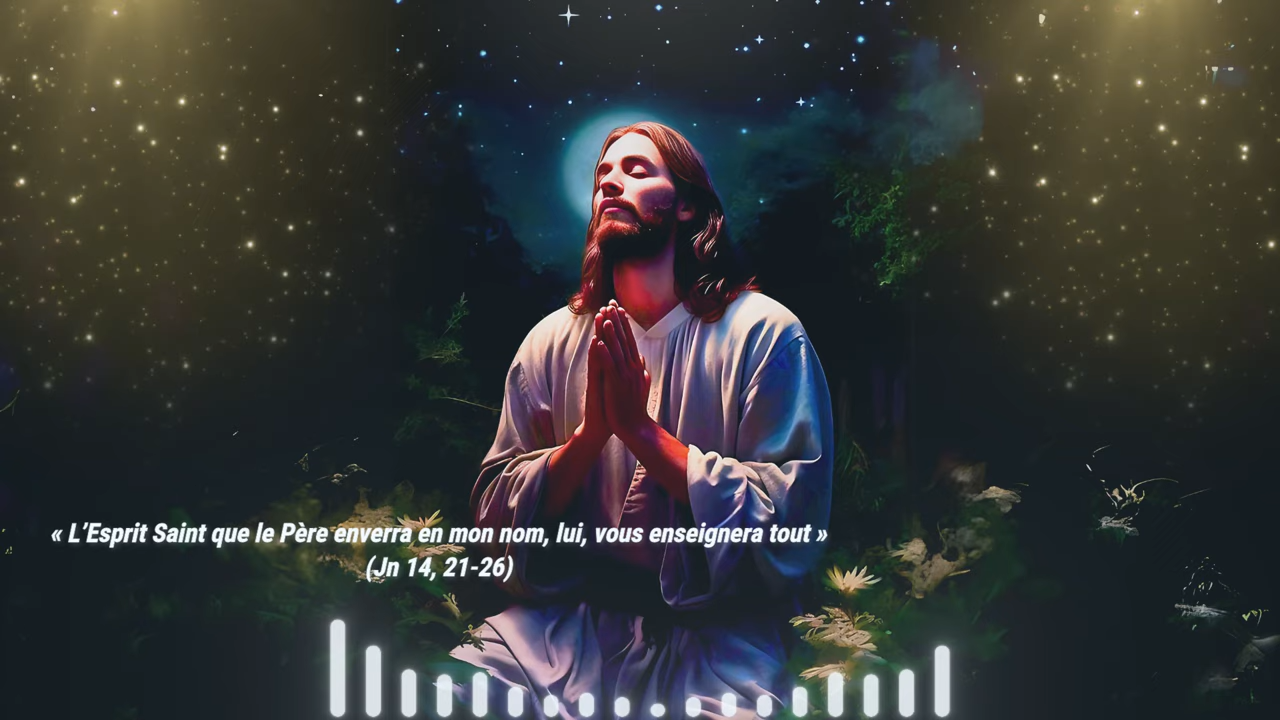 « L’Esprit Saint que le Père enverra en mon nom, lui, vous enseignera tout »
(Jn 14, 21-26)